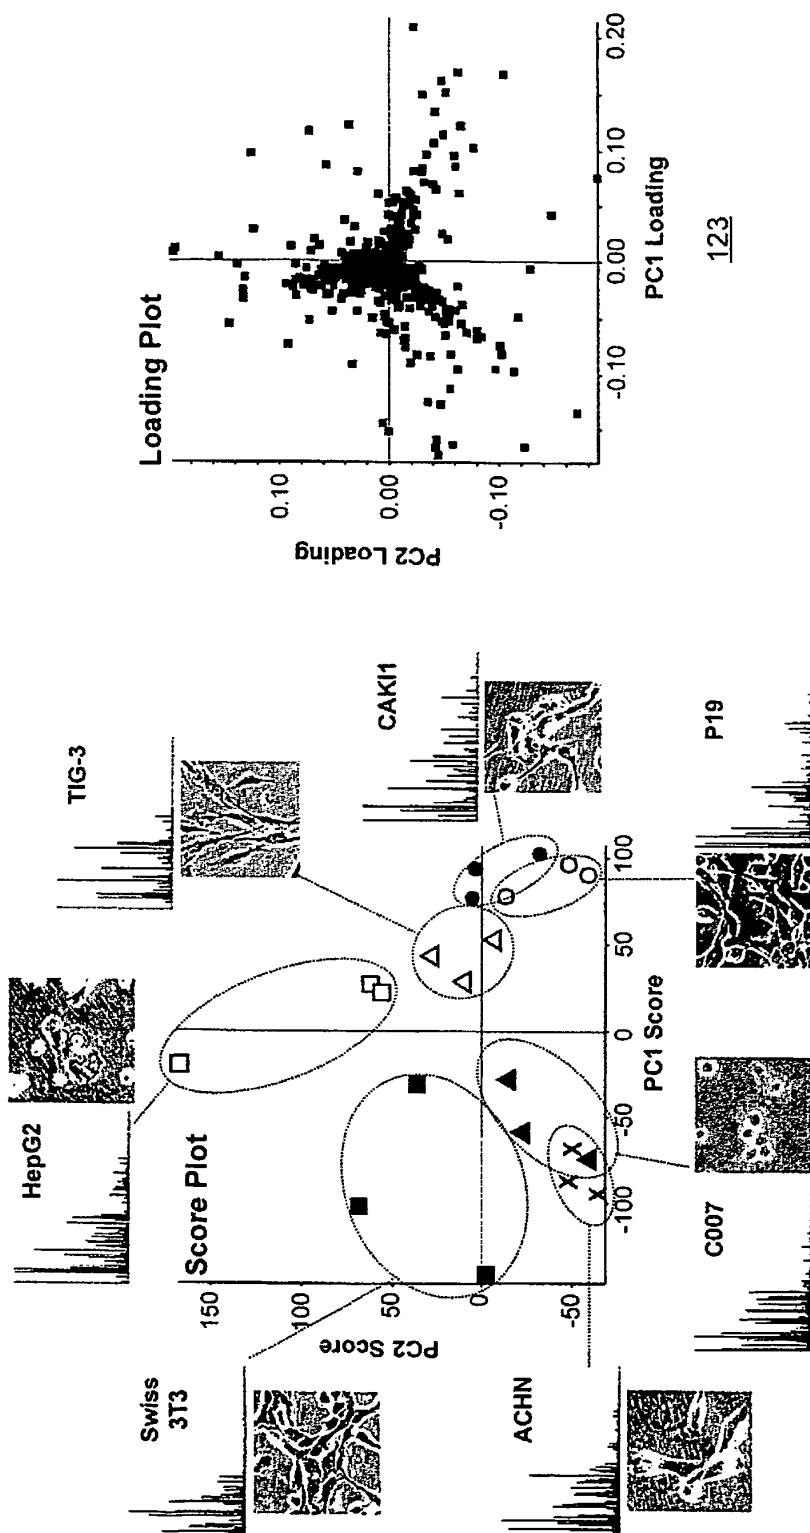 HepG2
TIG-3
Swiss
3T3
Score Plot
CAKI1
PC2 Score
150
100
50
0
-50
-100
-50
0
50
100
PC1 Score
ACHN
C007
P19
Loading Plot
PC2 Loading
0.10
0.00
-0.10
-0.10
0.00
0.10
0.20
PC1 Loading
123